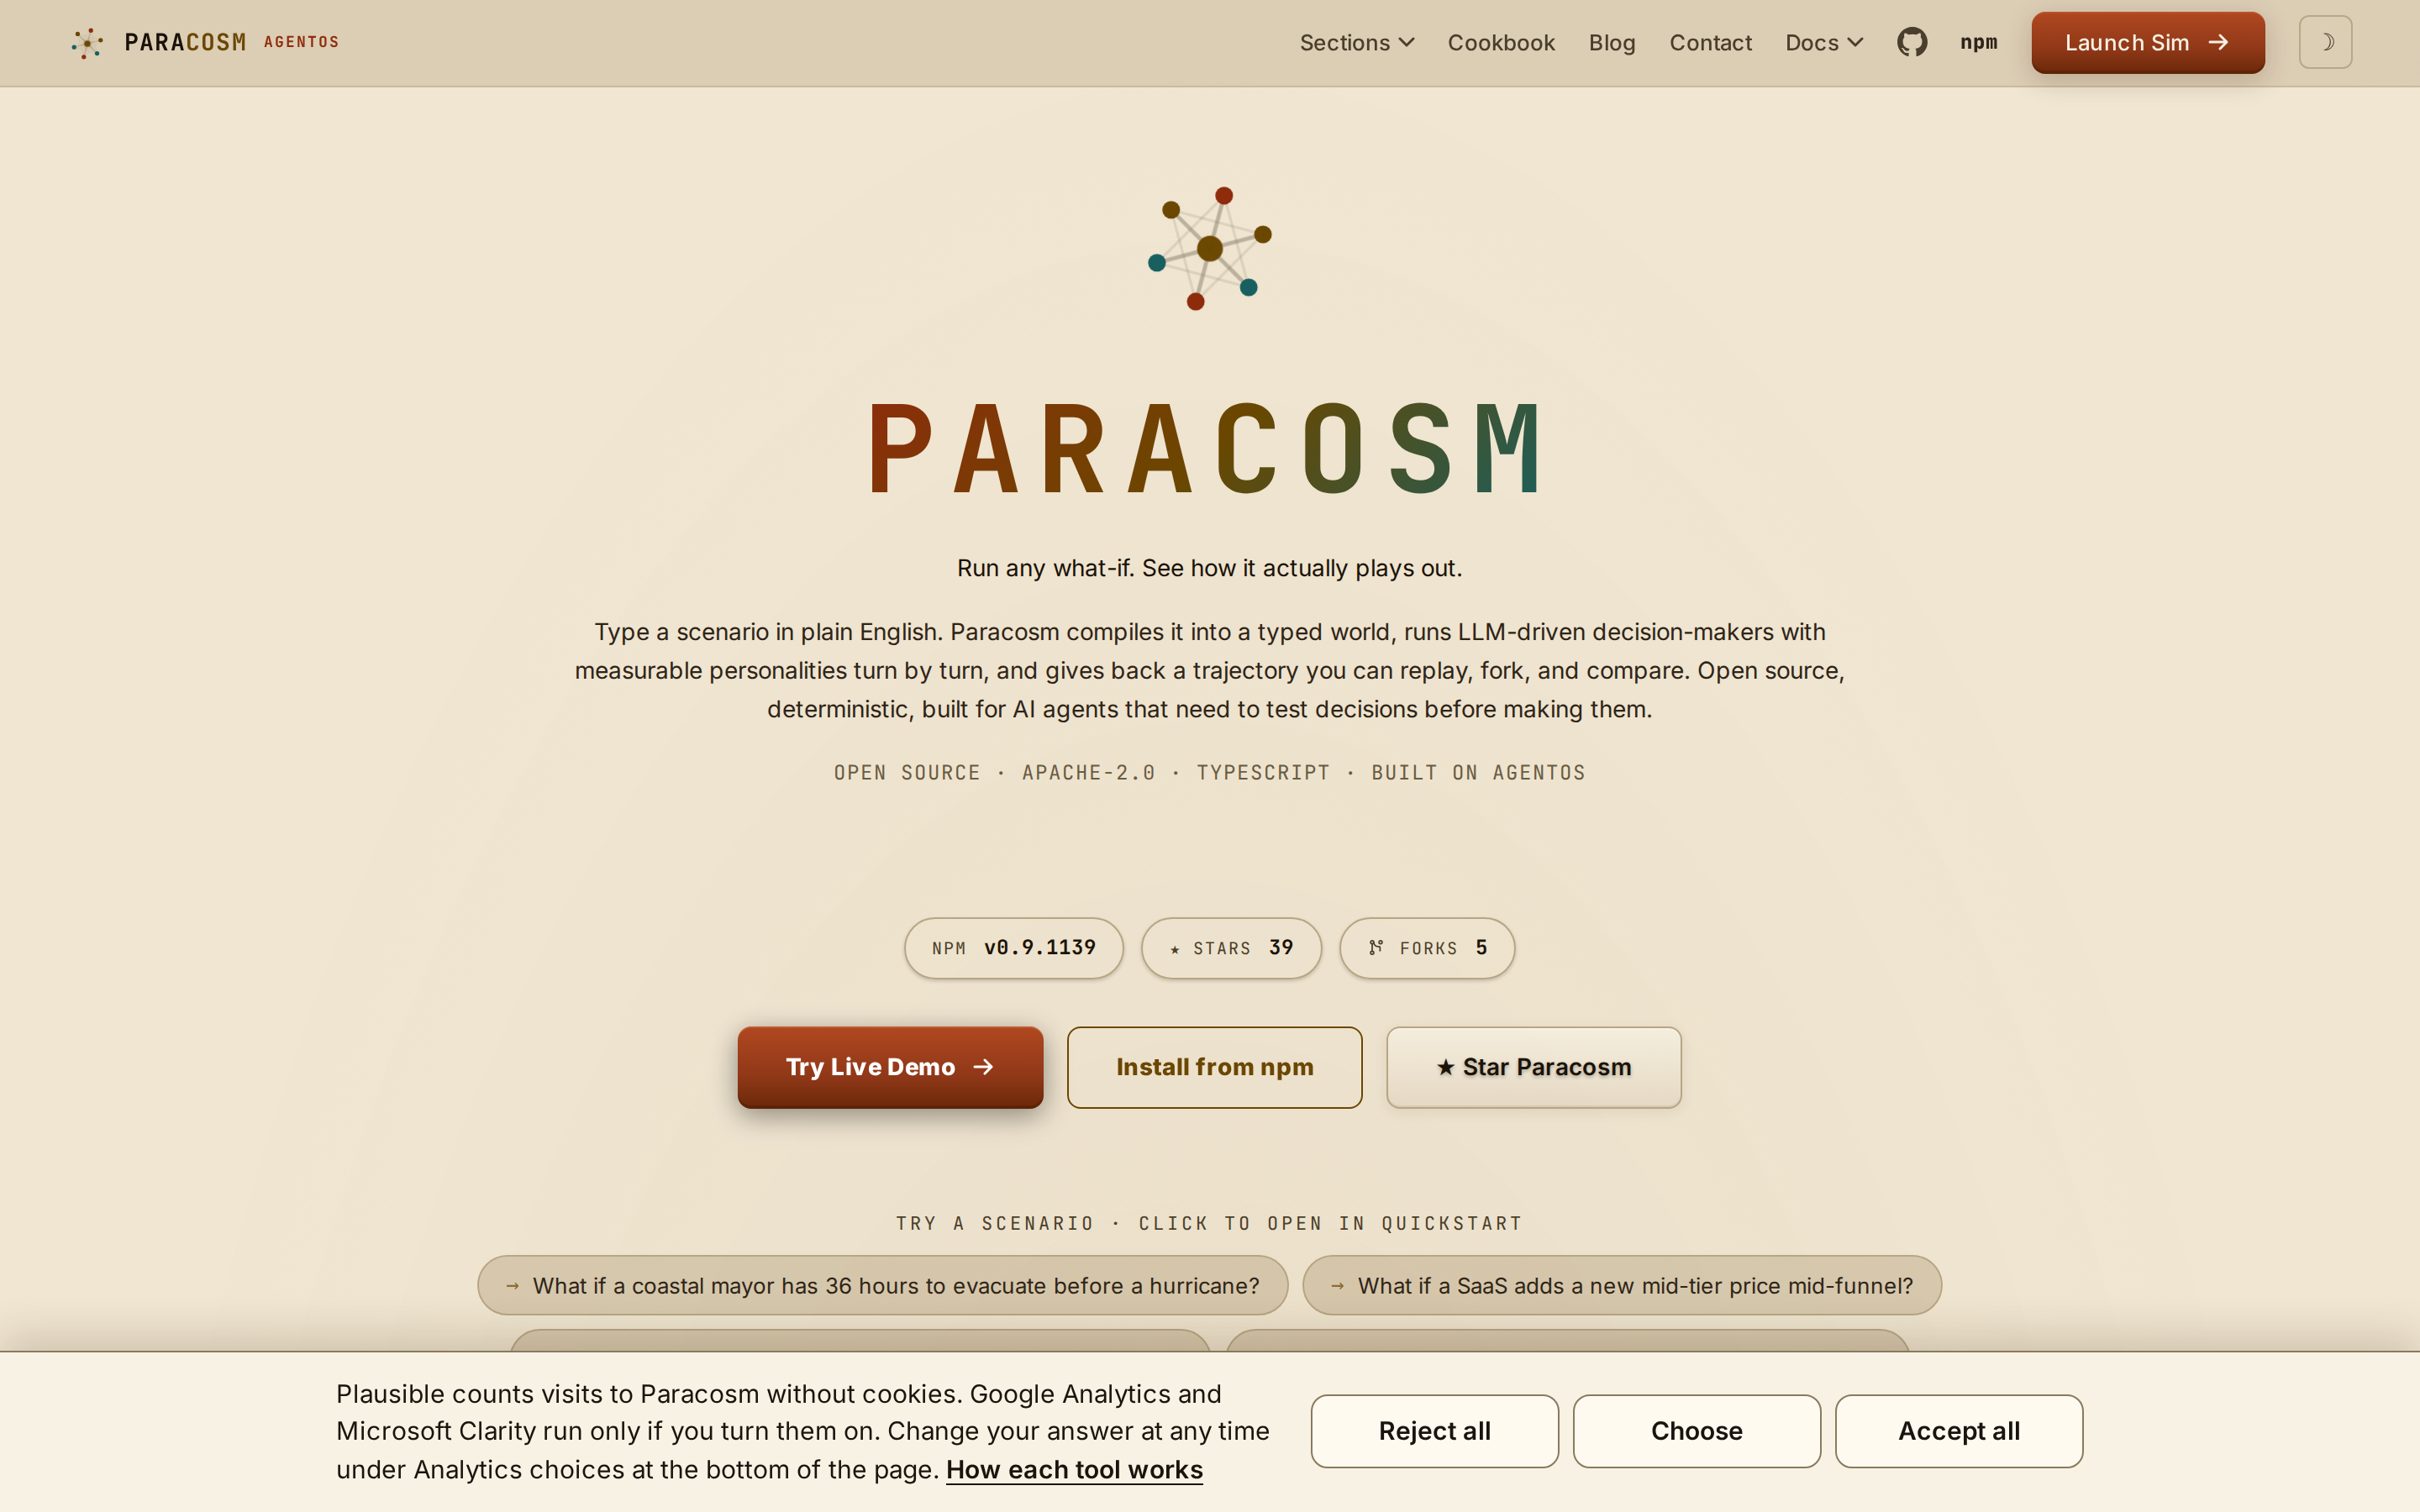 PARACOSM AGENTOS
Sections
Cookbook
Blog
Contact
Docs
npm
Launch Sim →
PARACOSM
Run any what-if. See how it actually plays out.
Type a scenario in plain English. Paracosm compiles it into a typed world, runs LLM-driven decision-makers with
measurable personalities turn by turn, and gives back a trajectory you can replay, fork, and compare. Open source,
deterministic, built for AI agents that need to test decisions before making them.
OPEN SOURCE · APACHE-2.0 · TYPESCRIPT · BUILT ON AGENTOS
NPM v0.9.1139
★ STARS 39
FORKS 5
Try Live Demo →
Install from npm
★ Star Paracosm
TRY A SCENARIO · CLICK TO OPEN IN QUICKSTART
→ What if a coastal mayor has 36 hours to evacuate before a hurricane?
→ What if a SaaS adds a new mid-tier price mid-funnel?
Plausible counts visits to Paracosm without cookies. Google Analytics and
Microsoft Clarity run only if you turn them on. Change your answer at any time
under Analytics choices at the bottom of the page. How each tool works
Reject all
Choose
Accept all